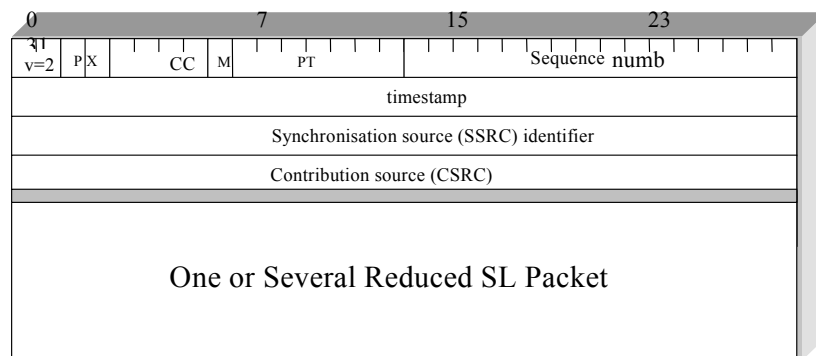 0 7 15 23
31
v=2 P X CC M PT Sequence numb
timestamp
Synchronisation source (SSRC) identifier
Contribution source (CSRC)
One or Several Reduced SL Packet